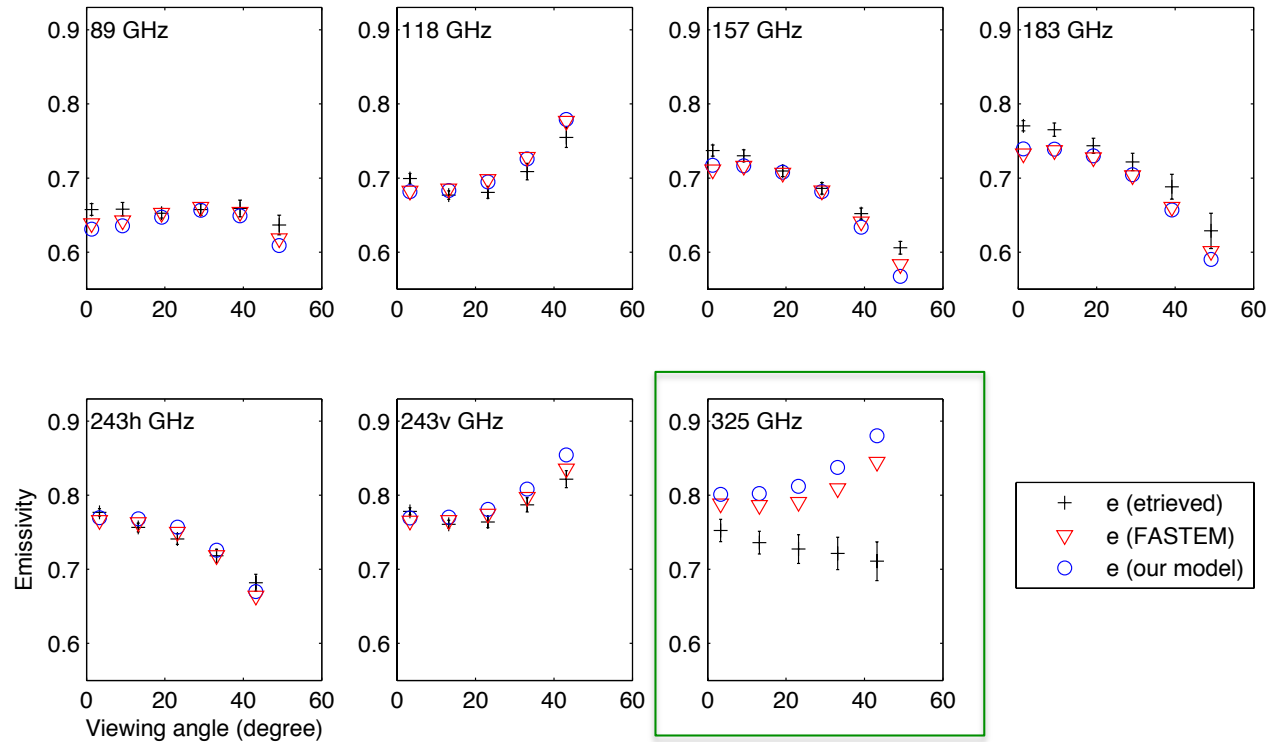 89 GHz
0.9
0.8
0.7
0.6
0 20 40 60
118 GHz
0.9
0.8
0.7
0.6
0 20 40 60
157 GHz
0.9
0.8
0.7
0.6
0 20 40 60
183 GHz
0.9
0.8
0.7
0.6
0 20 40 60
243h GHz
0.9
0.8
0.7
0.6
0 20 40 60
Emissivity
Viewing angle (degree)
243v GHz
0.9
0.8
0.7
0.6
0 20 40 60
325 GHz
0.9
0.8
0.7
0.6
0 20 40 60
e (etrieved)
e (FASTEM)
e (our model)